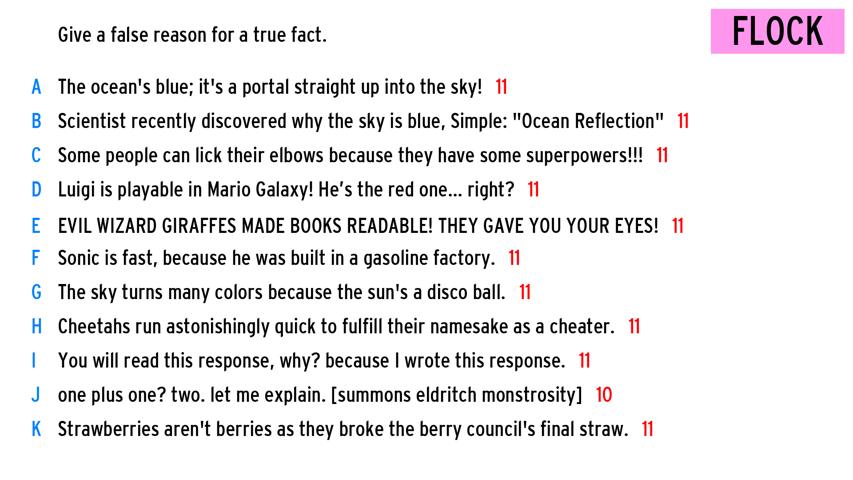 Give a false reason for a true fact.
FLOCK
A The ocean's blue; it's a portal straight up into the sky! 11
B Scientist recently discovered why the sky is blue, Simple: "Ocean Reflection" 11
C Some people can lick their elbows because they have some superpowers!!! 11
D Luigi is playable in Mario Galaxy! He's the red one... right? 11
E EVIL WIZARD GIRAFFES MADE BOOKS READABLE! THEY GAVE YOU YOUR EYES! 11
F Sonic is fast, because he was built in a gasoline factory. 11
G The sky turns many colors because the sun's a disco ball. 11
H Cheetahs run astonishingly quick to fulfill their namesake as a cheater. 11
I You will read this response, why? because I wrote this response. 11
J one plus one? two. let me explain. [summons eldritch monstrosity] 10
K Strawberries aren't berries as they broke the berry council's final straw. 11